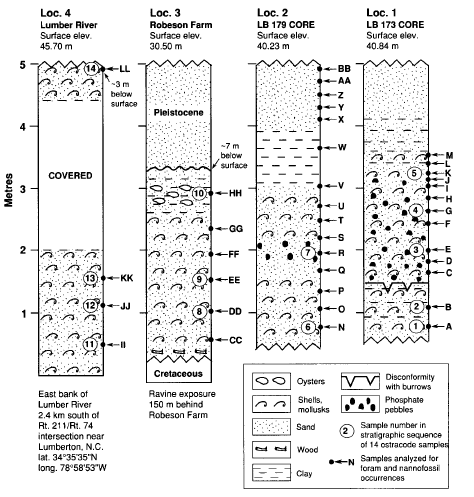 Loc. 4
Lumber River
Surface elev.
45.70 m
Loc. 3
Robeson Farm
Surface elev.
30.50 m
Loc. 2
LB 179 CORE
Surface elev.
40.23 m
Loc. 1
LB 173 CORE
Surface elev.
40.84 m
Metres
5
4
3
2
1
14
LL
~3 m
below
surface
COVERED
13
KK
12
JJ
11
II
Pleistocene
~7 m
below
surface
10
HH
GG
FF
9
EE
8
DD
CC
Cretaceous
BB
AA
Z
Y
X
W
V
U
T
S
7
R
Q
P
O
6
N
M
L
5
K
J
I
H
4
G
F
3
E
D
C
2
B
1
A
East bank of
Lumber River
2.4 km south of
Rt. 211/Rt. 74
intersection near
Lumberton, N.C.
lat. 34°35'35"N
long. 78°58'53"W
Ravine exposure
150 m behind
Robeson Farm
Oysters
Shells,
mollusks
Sand
Wood
Clay
Disconformity
with burrows
Phosphate
pebbles
2
Sample number in
stratigraphic sequence
of 14 ostracode samples
N
Samples analyzed for
foram and nannofossil
occurrences